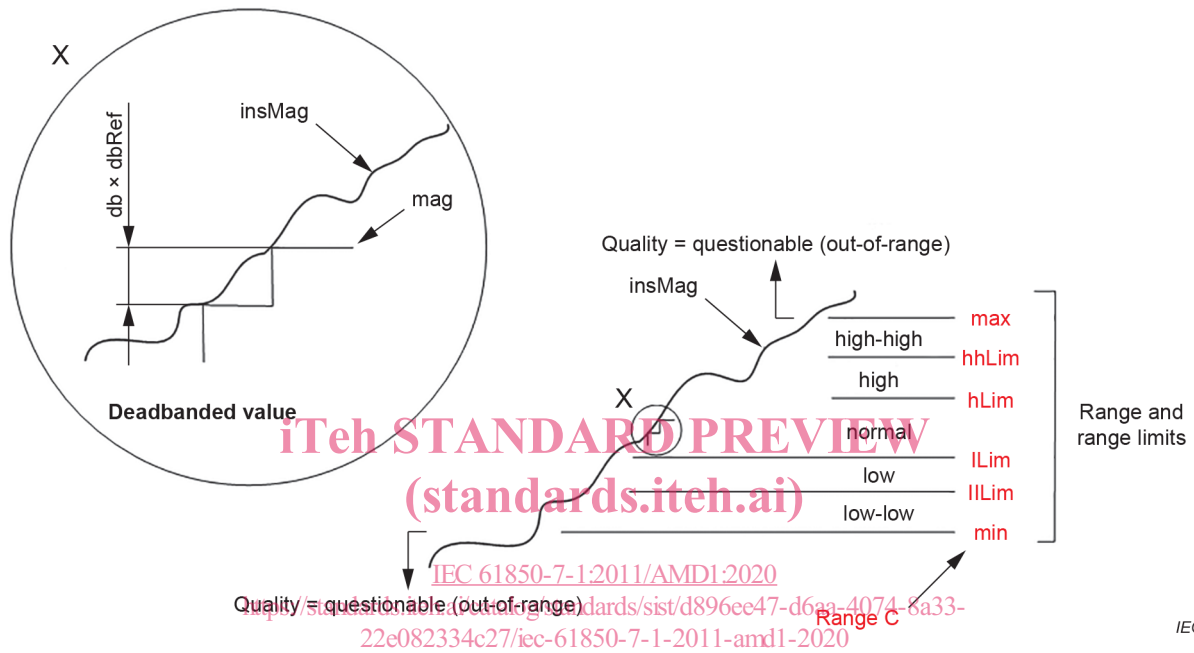 X
insMag
db × dbRef
mag
Deadbanded value
Quality = questionable (out-of-range)
insMag
max
high-high
hhLim
high
hLim
X
normal
Range and
range limits
lLim
low
llLim
low-low
min
iTeh STANDARD PREVIEW
(standards.iteh.ai)
IEC 61850-7-1:2011/AMD1:2020
Quality = questionable (out-of-range)
https://standards.iteh.ai/catalog/standards/sist/d896ee47-d6aa-4074-8a33-
22e082334c27/iec-61850-7-1-2011-amd1-2020
Range C
IEC